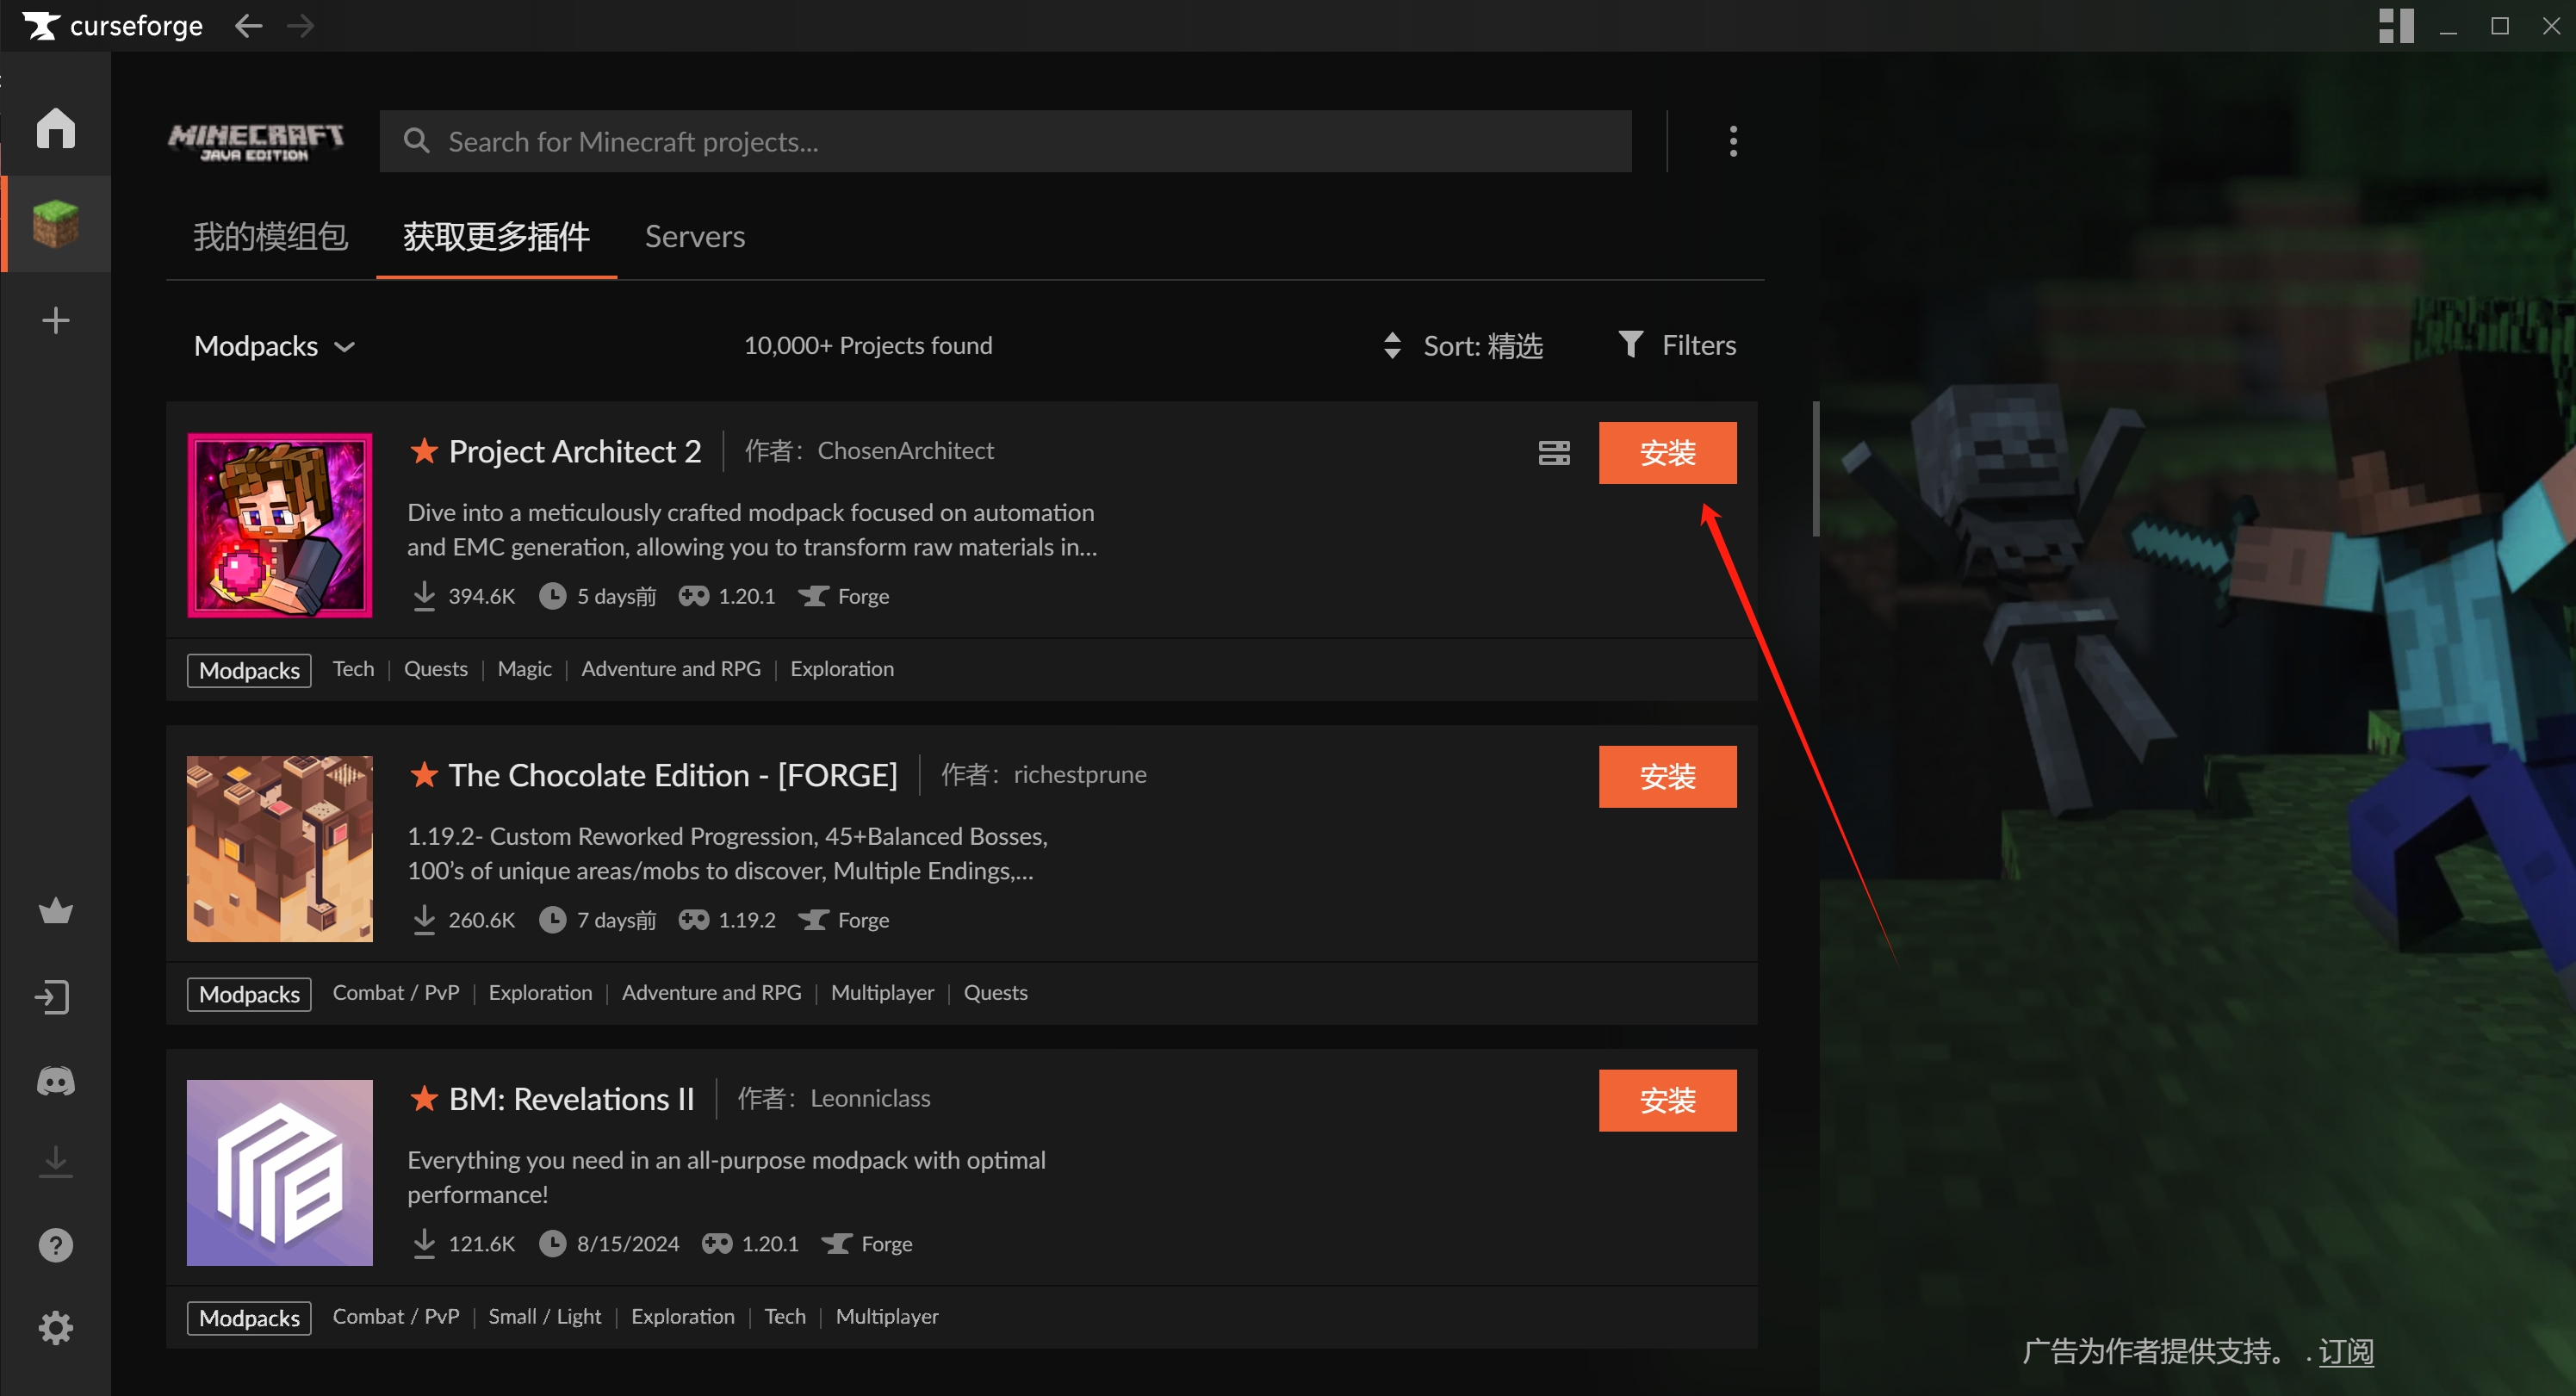 curseforge
MINECRAFT
JAVA EDITION
Search for Minecraft projects...
我的模组包 获取更多插件 Servers
Modpacks 10,000+ Projects found Sort: 精选 Filters
Project Architect 2 作者: ChosenArchitect 安装
Dive into a meticulously crafted modpack focused on automation
and EMC generation, allowing you to transform raw materials in...
394.6K 5 days前 1.20.1 Forge
Modpacks Tech | Quests | Magic | Adventure and RPG | Exploration
The Chocolate Edition - [FORGE] 作者: richestprune 安装
1.19.2- Custom Reworked Progression, 45+Balanced Bosses,
100’s of unique areas/mobs to discover, Multiple Endings,...
260.6K 7 days前 1.19.2 Forge
Modpacks Combat / PvP | Exploration | Adventure and RPG | Multiplayer | Quests
BM: Revelations II 作者: Leonniclass 安装
Everything you need in an all-purpose modpack with optimal
performance!
121.6K 8/15/2024 1.20.1 Forge
Modpacks Combat / PvP | Small / Light | Exploration | Tech | Multiplayer
广告为作者提供支持。 . 订阅